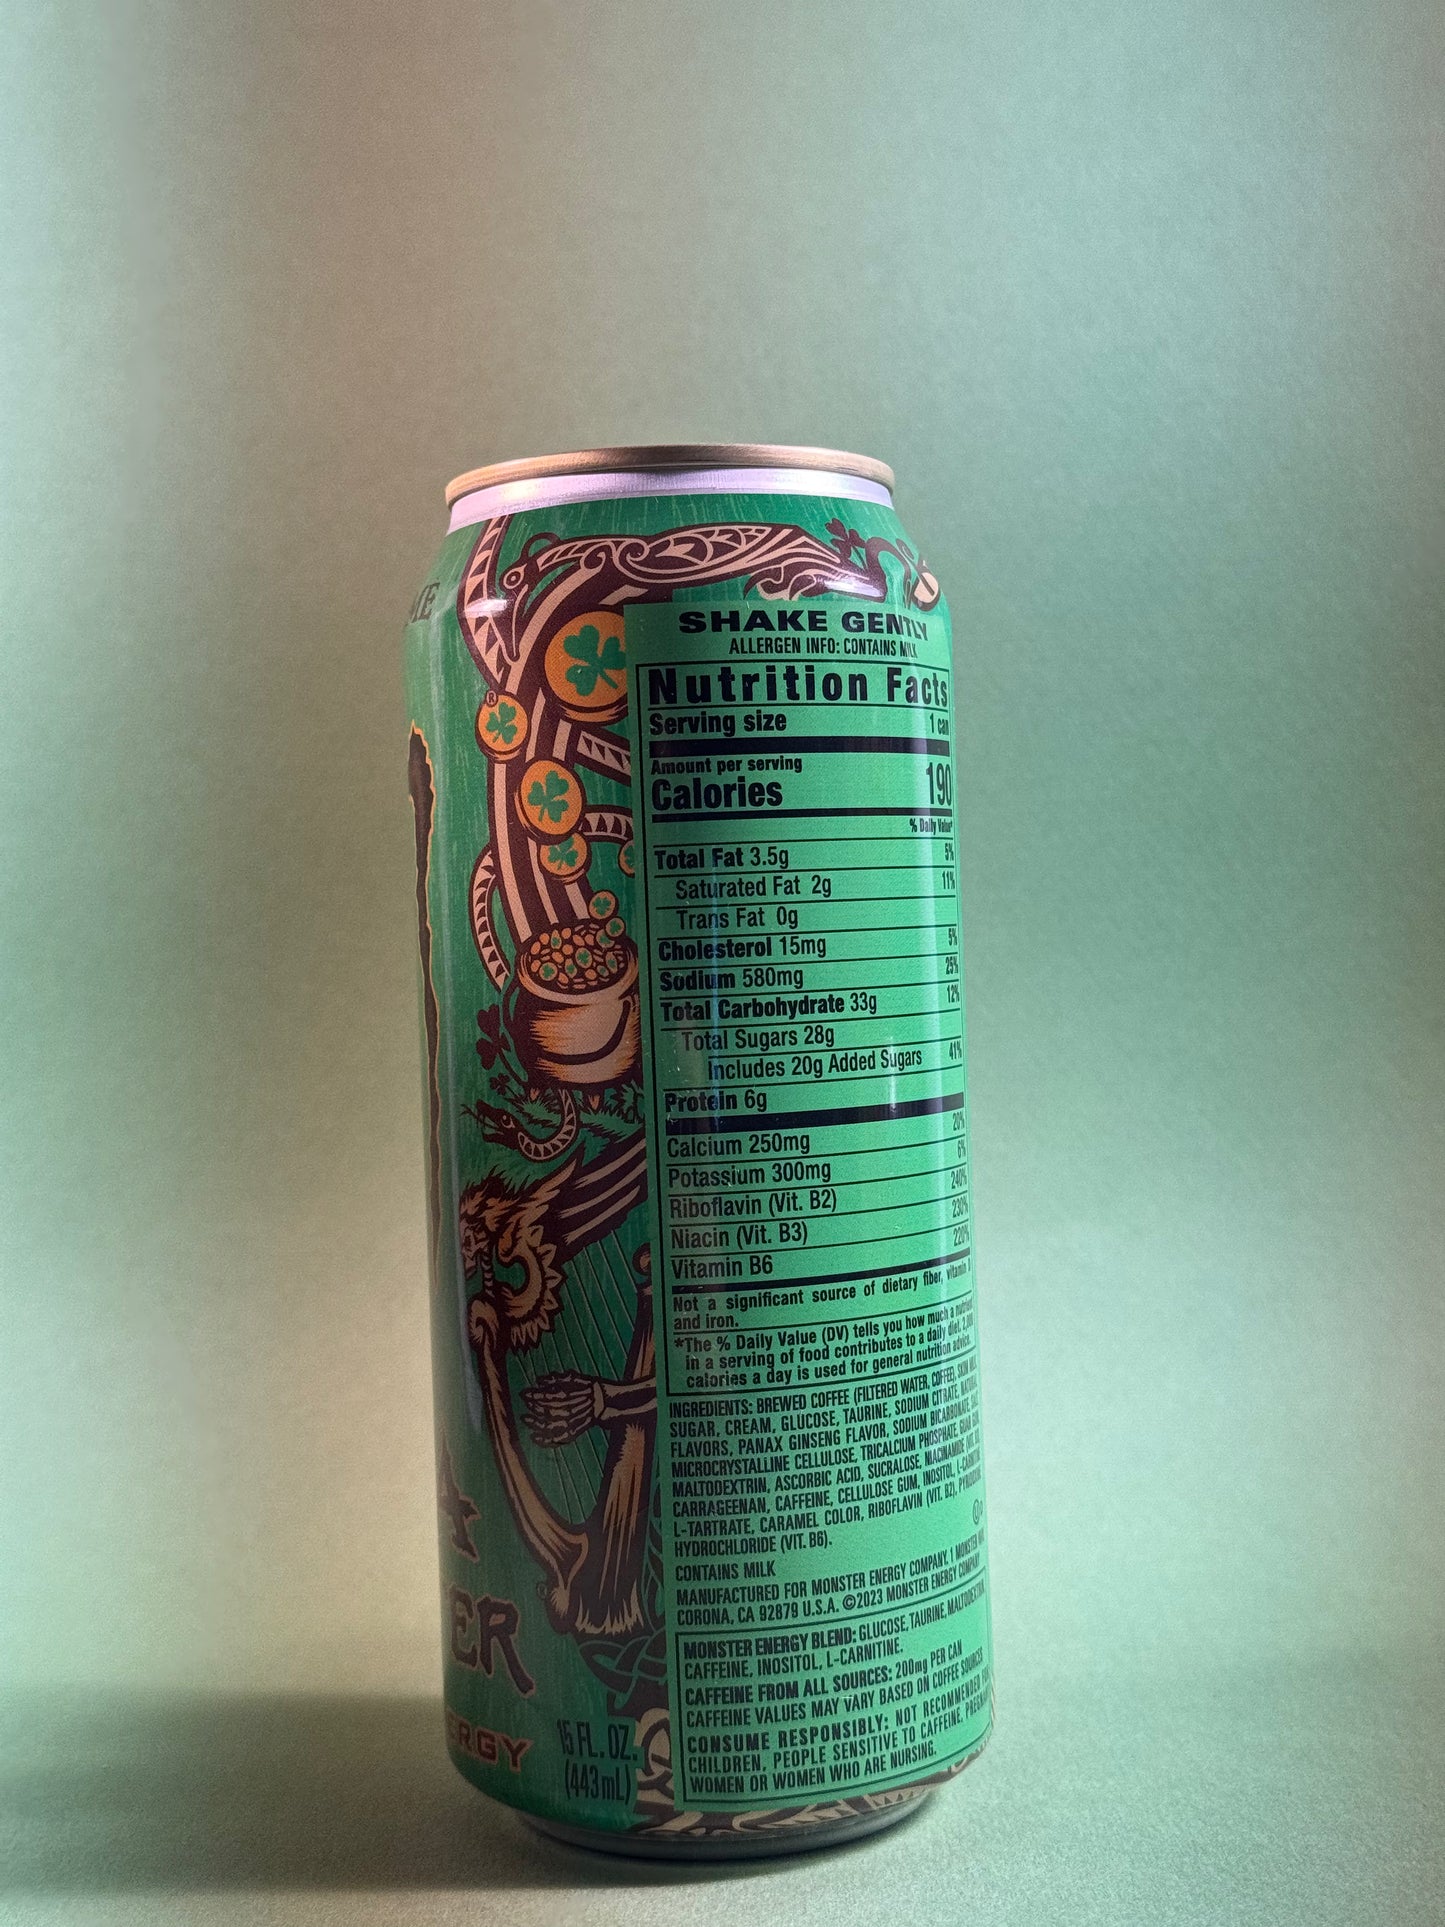 SHAKE GENTLY
ALLERGEN INFO: CONTAINS MILK
Nutrition Facts
Serving size 1 can
Amount per serving
Calories 190
% Daily Value*
Total Fat 3.5g 5%
Saturated Fat 2g 11%
Trans Fat 0g
Cholesterol 15mg 5%
Sodium 580mg 25%
Total Carbohydrate 33g 12%
Total Sugars 28g
Includes 20g Added Sugars 41%
Protein 6g
Calcium 250mg 20%
Potassium 300mg 6%
Riboflavin (Vit. B2) 240%
Niacin (Vit. B3) 230%
Vitamin B6 220%
Not a significant source of dietary fiber, vitamin D
and iron.
*The % Daily Value (DV) tells you how much a nutrient
in a serving of food contributes to a daily diet. 2,000
calories a day is used for general nutrition advice.
INGREDIENTS: BREWED COFFEE (FILTERED WATER, COFFEE), SKIM MILK,
SUGAR, CREAM, GLUCOSE, TAURINE, SODIUM CITRATE, NATURAL
FLAVORS, PANAX GINSENG FLAVOR, SODIUM BICARBONATE, SALT,
MICROCRYSTALLINE CELLULOSE, TRICALCIUM PHOSPHATE, GUAR GUM,
MALTODEXTRIN, ASCORBIC ACID, SUCRALOSE, NIACINAMIDE (VIT. B3),
CARRAGEENAN, CAFFEINE, CELLULOSE GUM, INOSITOL, L-CARNITINE
L-TARTRATE, CARAMEL COLOR, RIBOFLAVIN (VIT. B2), PYRIDOXINE
HYDROCHLORIDE (VIT. B6).
CONTAINS MILK
MANUFACTURED FOR MONSTER ENERGY COMPANY, 1 MONSTER WAY,
CORONA, CA 92879 U.S.A. ©2023 MONSTER ENERGY COMPANY
MONSTER ENERGY BLEND: GLUCOSE, TAURINE, MALTODEXTRIN,
CAFFEINE, INOSITOL, L-CARNITINE.
CAFFEINE FROM ALL SOURCES: 200mg PER CAN
CAFFEINE VALUES MAY VARY BASED ON COFFEE SOURCES
CONSUME RESPONSIBLY: NOT RECOMMENDED FOR
CHILDREN, PEOPLE SENSITIVE TO CAFFEINE, PREGNANT
WOMEN OR WOMEN WHO ARE NURSING.
ER
ERGY
15 FL. OZ.
(443mL)